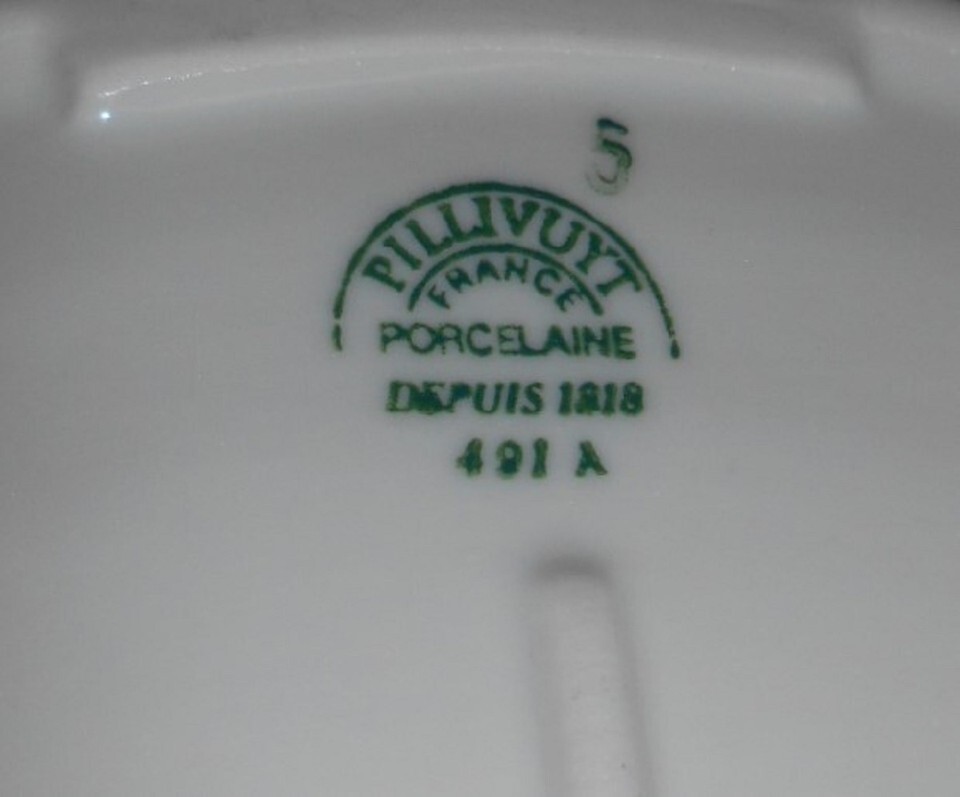 5
PILLIVUYT
FRANCE
PORCELAINE
DEPUIS 1818
491 A